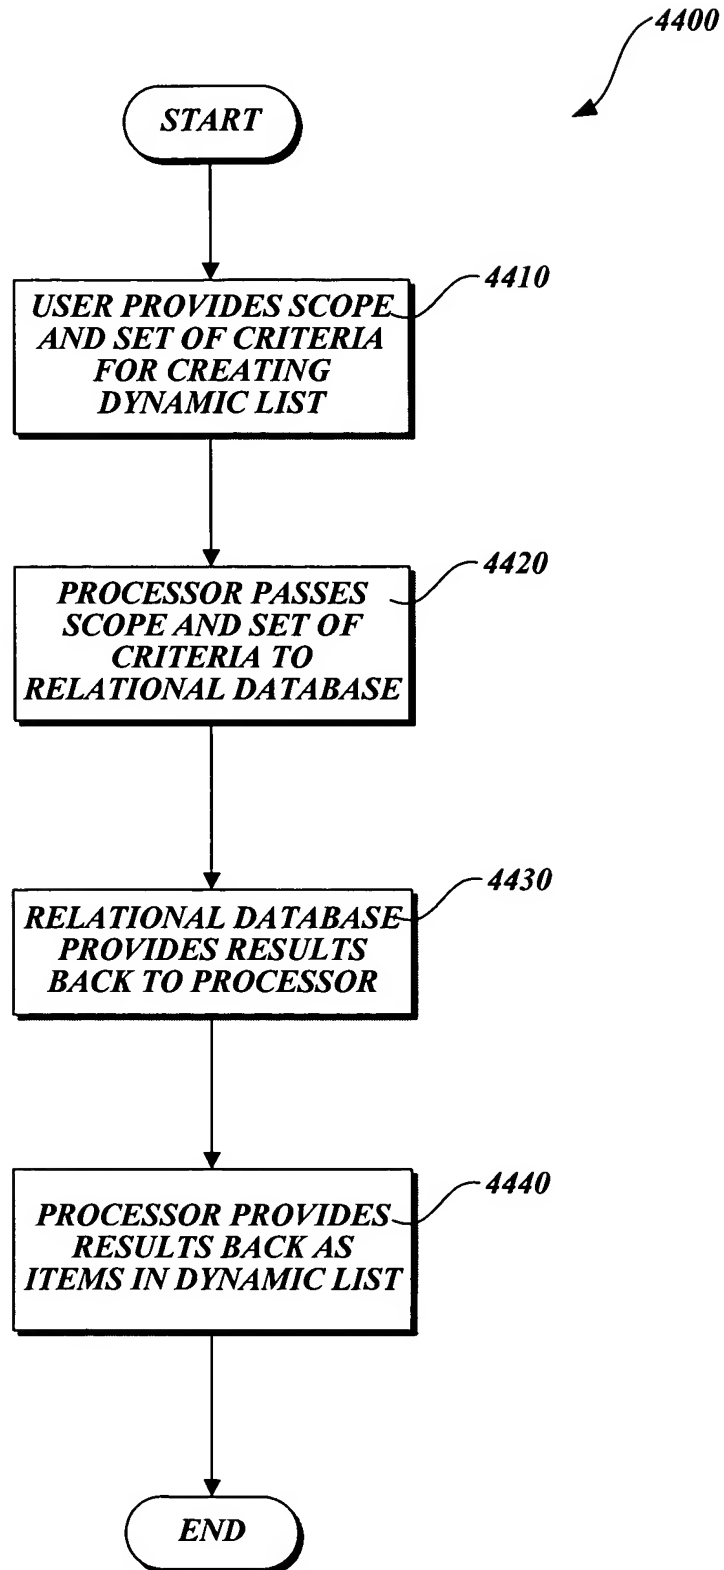 4400
START
4410
USER PROVIDES SCOPE
AND SET OF CRITERIA
FOR CREATING
DYNAMIC LIST
4420
PROCESSOR PASSES
SCOPE AND SET OF
CRITERIA TO
RELATIONAL DATABASE
4430
RELATIONAL DATABASE
PROVIDES RESULTS
BACK TO PROCESSOR
4440
PROCESSOR PROVIDES
RESULTS BACK AS
ITEMS IN DYNAMIC LIST
END